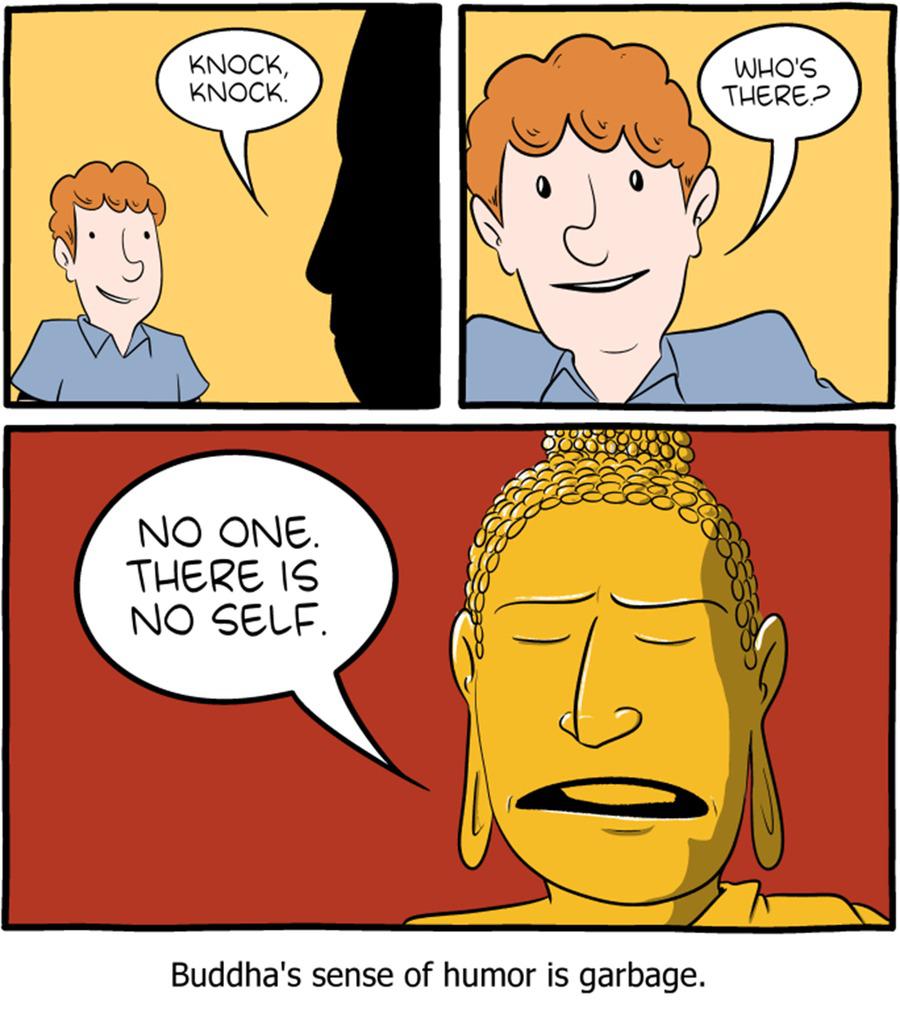 KNOCK,
KNOCK.
WHO'S
THERE?
NO ONE.
THERE IS
NO SELF.
Buddha's sense of humor is garbage.